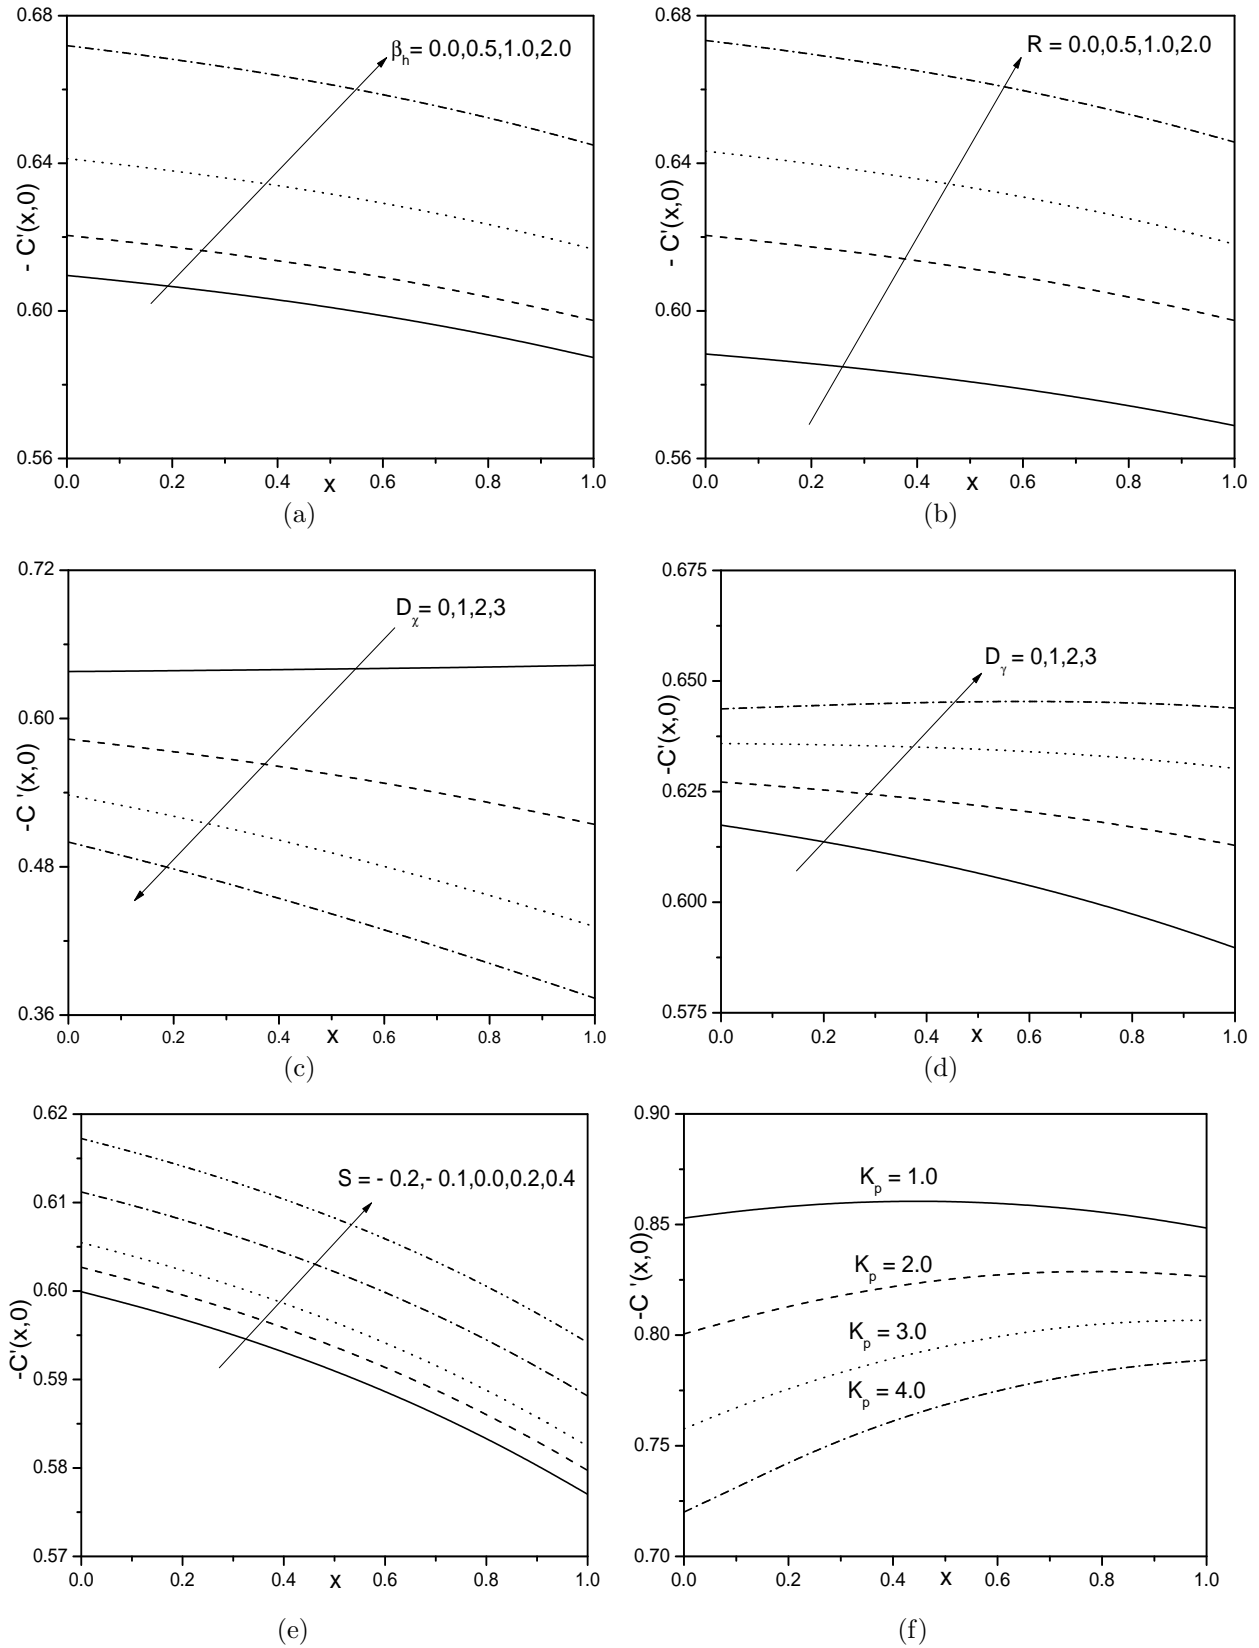 0.68
0.64
0.60
0.56
- C'(x,0)
βh= 0.0,0.5,1.0,2.0
0.0 0.2 0.4 0.6 0.8 1.0
x
(a)
0.68
0.64
0.60
0.56
- C'(x,0)
R = 0.0,0.5,1.0,2.0
0.0 0.2 0.4 0.6 0.8 1.0
x
(b)
0.72
0.60
0.48
0.36
-C '(x,0)
Dχ= 0,1,2,3
0.0 0.2 0.4 0.6 0.8 1.0
x
(c)
0.675
0.650
0.625
0.600
0.575
-C'(x,0)
Dγ = 0,1,2,3
0.0 0.2 0.4 0.6 0.8 1.0
x
(d)
0.62
0.61
0.60
0.59
0.58
0.57
-C'(x,0)
S = - 0.2,- 0.1,0.0,0.2,0.4
0.0 0.2 0.4 0.6 0.8 1.0
x
(e)
0.90
0.85
0.80
0.75
0.70
-C '(x,0)
Kp = 1.0
Kp = 2.0
Kp = 3.0
Kp = 4.0
0.0 0.2 0.4 0.6 0.8 1.0
x
(f)